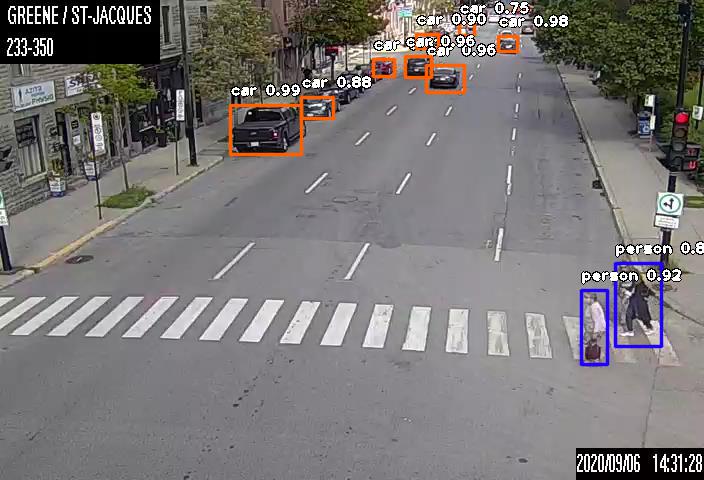 GREENE / ST-JACQUES
233-350
car 0.75
car 0.90
car 0.98
car 0.96
car 0.96
car 0.88
car 0.99
person 0.8
person 0.92
2020/09/06 14:31:28